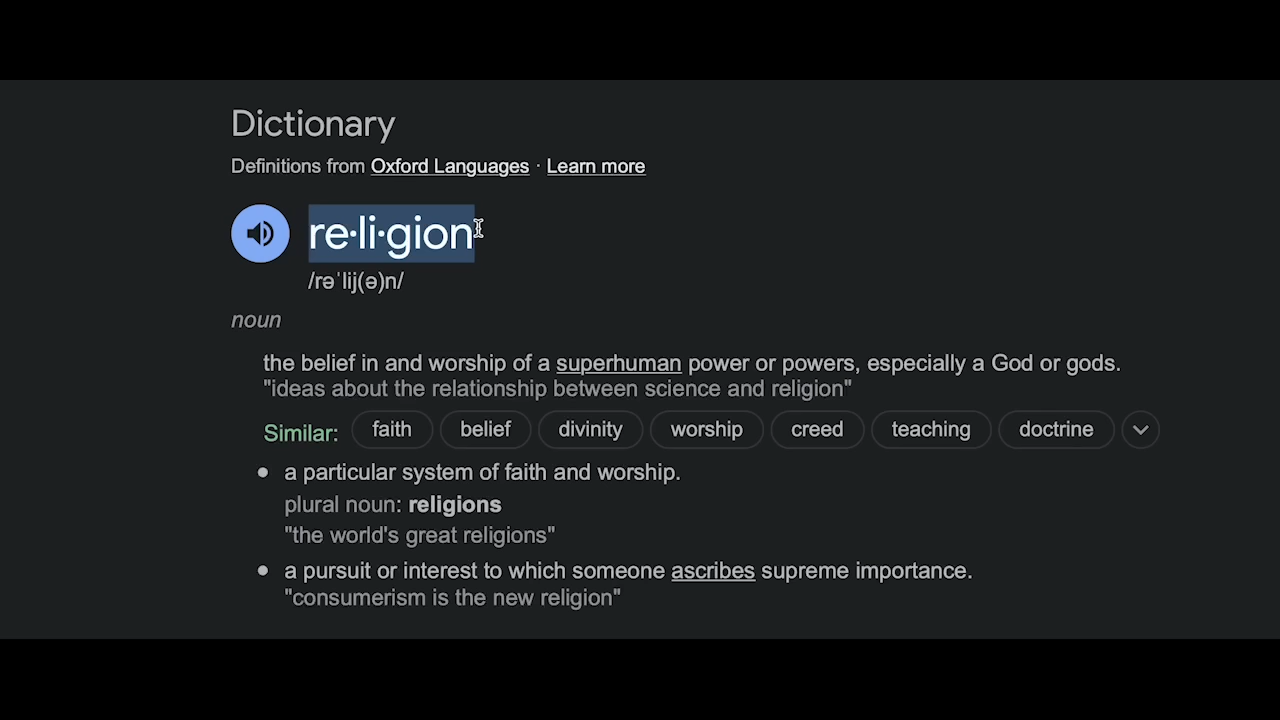 Dictionary
Definitions from Oxford Languages · Learn more
re·li·gion
/rəˈlij(ə)n/
noun
the belief in and worship of a superhuman power or powers, especially a God or gods.
"ideas about the relationship between science and religion"
Similar: faith belief divinity worship creed teaching doctrine
• a particular system of faith and worship.
plural noun: religions
"the world's great religions"
• a pursuit or interest to which someone ascribes supreme importance.
"consumerism is the new religion"